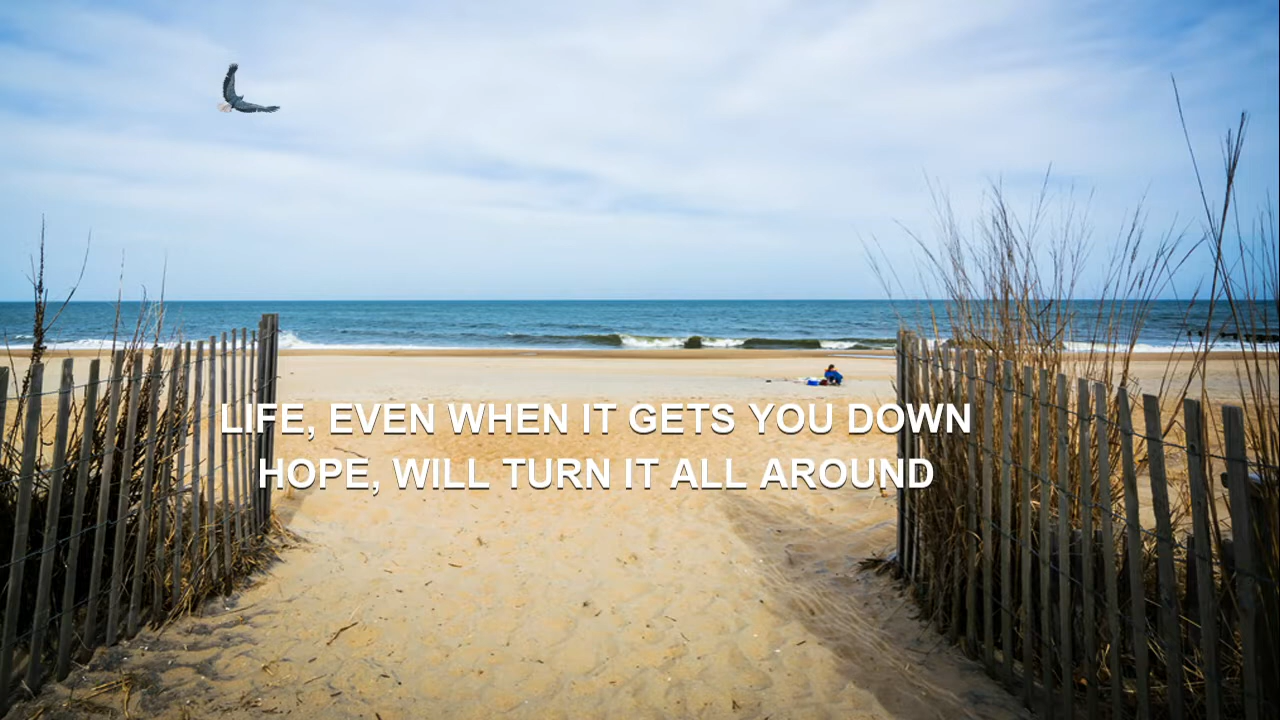 LIFE, EVEN WHEN IT GETS YOU DOWN
HOPE, WILL TURN IT ALL AROUND